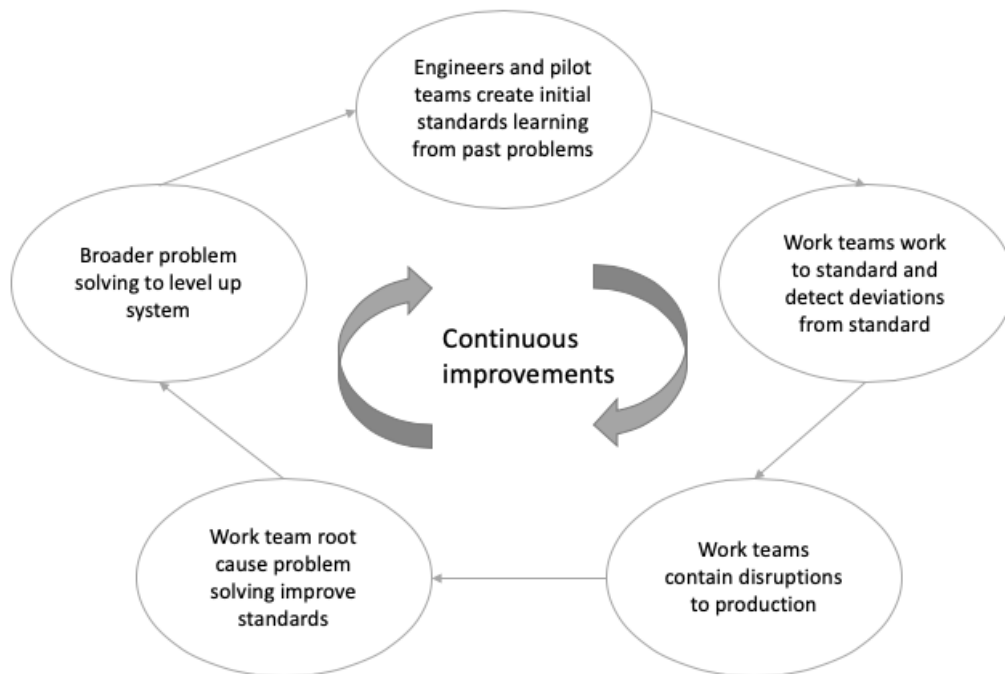 Engineers and pilot
teams create initial
standards learning
from past problems
Work teams work
to standard and
detect deviations
from standard
Work teams
contain disruptions
to production
Work team root
cause problem
solving improve
standards
Broader problem
solving to level up
system
Continuous
improvements